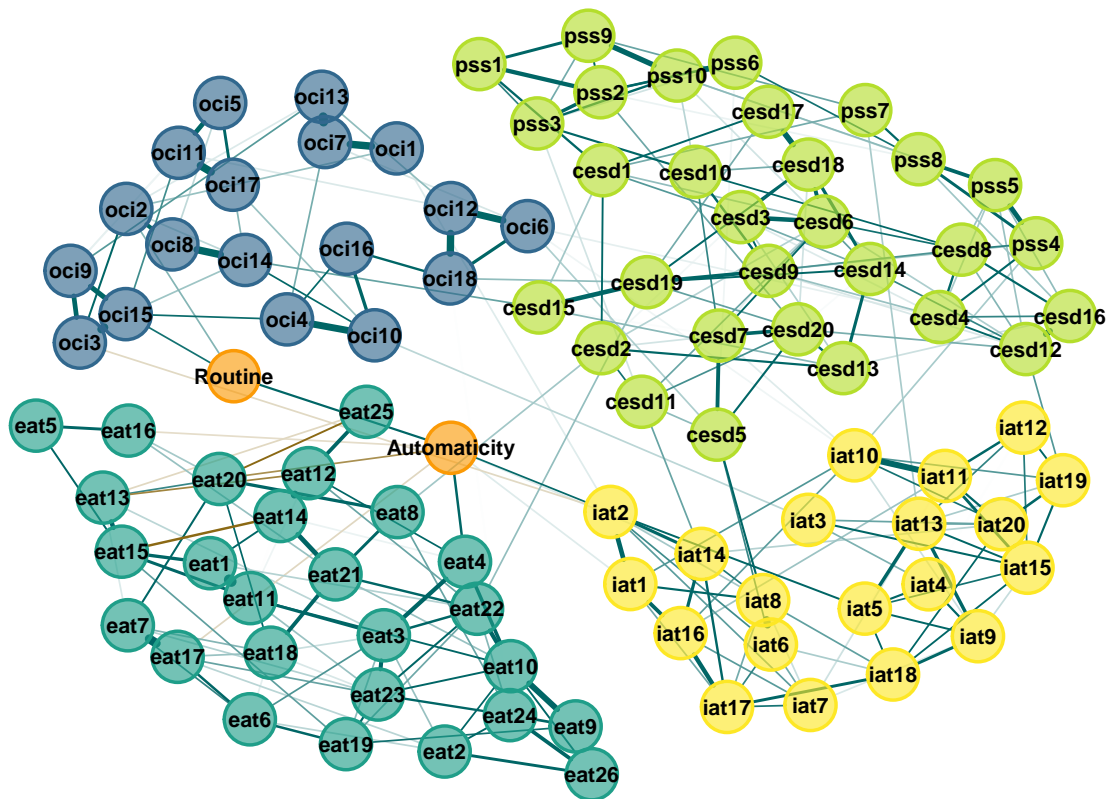 pss9
pss1
pss10
pss6
pss2
pss3
pss7
pss8
pss5
pss4
cesd17
cesd18
cesd1
cesd10
cesd3
cesd6
cesd8
cesd14
cesd9
cesd19
cesd15
cesd4
cesd16
cesd12
cesd7
cesd20
cesd2
cesd13
cesd11
cesd5
oci13
oci5
oci7
oci1
oci11
oci17
oci2
oci12
oci6
oci8
oci16
oci14
oci9
oci18
oci15
oci4
oci10
oci3
Routine
Automaticity
eat25
eat5
eat16
eat20
eat12
eat13
eat14
eat8
eat15
eat1
eat4
eat21
eat11
eat22
eat7
eat3
eat18
eat17
eat10
eat23
eat6
eat24
eat9
eat19
eat2
eat26
iat12
iat10
iat11
iat19
iat2
iat3
iat13
iat20
iat14
iat15
iat1
iat4
iat8
iat5
iat16
iat6
iat9
iat18
iat17
iat7